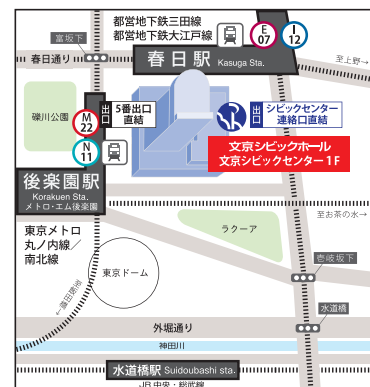 都営地下鉄三田線
都営地下鉄大江戸線
E
07
I
12
富坂下
春日通り
春日駅
Kasuga Sta.
至上野→
出口
5番出口
直結
出口
シビックセンター
連絡口直結
礫川公園
M
22
N
11
文京シビックホール
文京シビックセンター1F
後楽園駅
Korakuen Sta.
メトロ・エム後楽園
至お茶の水→
東京メトロ
丸ノ内線/
南北線
ラクーア
壱岐坂下
東京ドーム
←至飯田橋
水道橋
外堀通り
神田川
水道橋駅 Suidoubashi sta.
JR中央・総武線